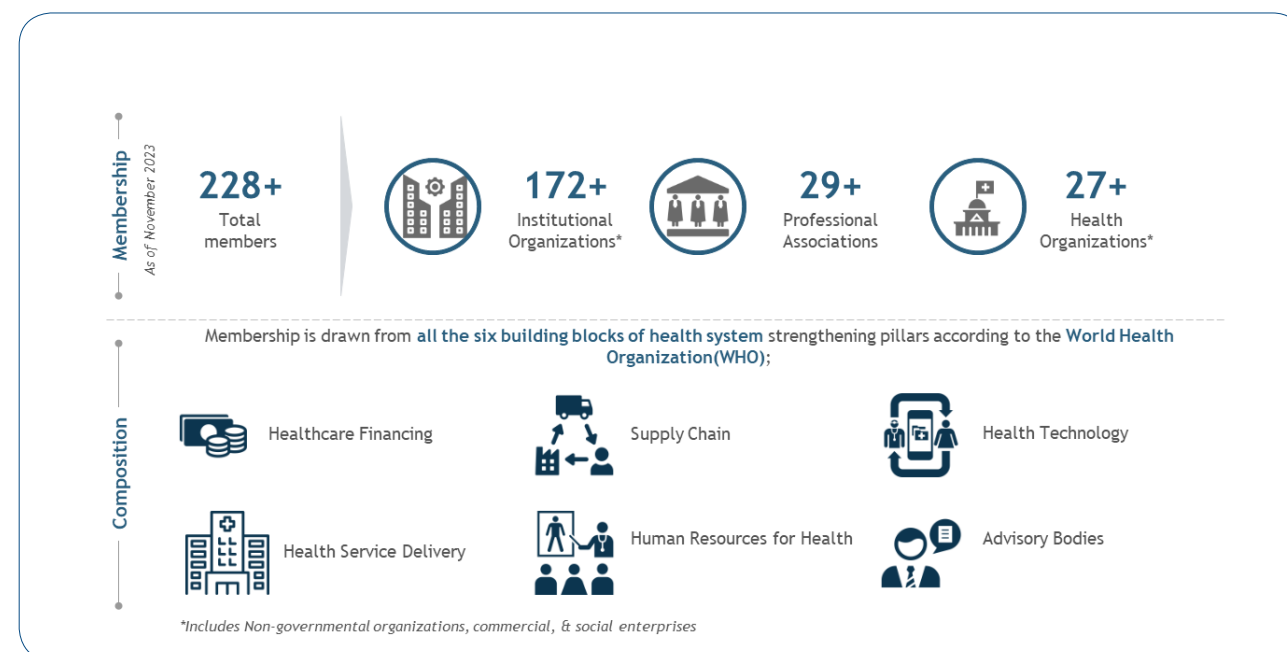 Membership
As of November 2023
228+
Total
members
172+
Institutional
Organizations*
29+
Professional
Associations
27+
Health
Organizations*
Composition
Membership is drawn from all the six building blocks of health system strengthening pillars according to the World Health
Organization(WHO);
Healthcare Financing
Supply Chain
Health Technology
Health Service Delivery
Human Resources for Health
Advisory Bodies
*Includes Non-governmental organizations, commercial, & social enterprises